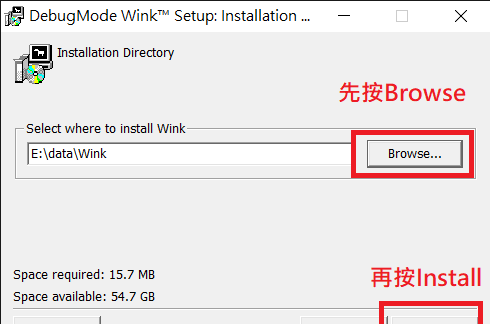 DebugMode Wink™ Setup: Installation ...
Installation Directory
先按Browse
Select where to install Wink
E:\data\Wink
Browse...
再按Install
Space required: 15.7 MB
Space available: 54.7 GB